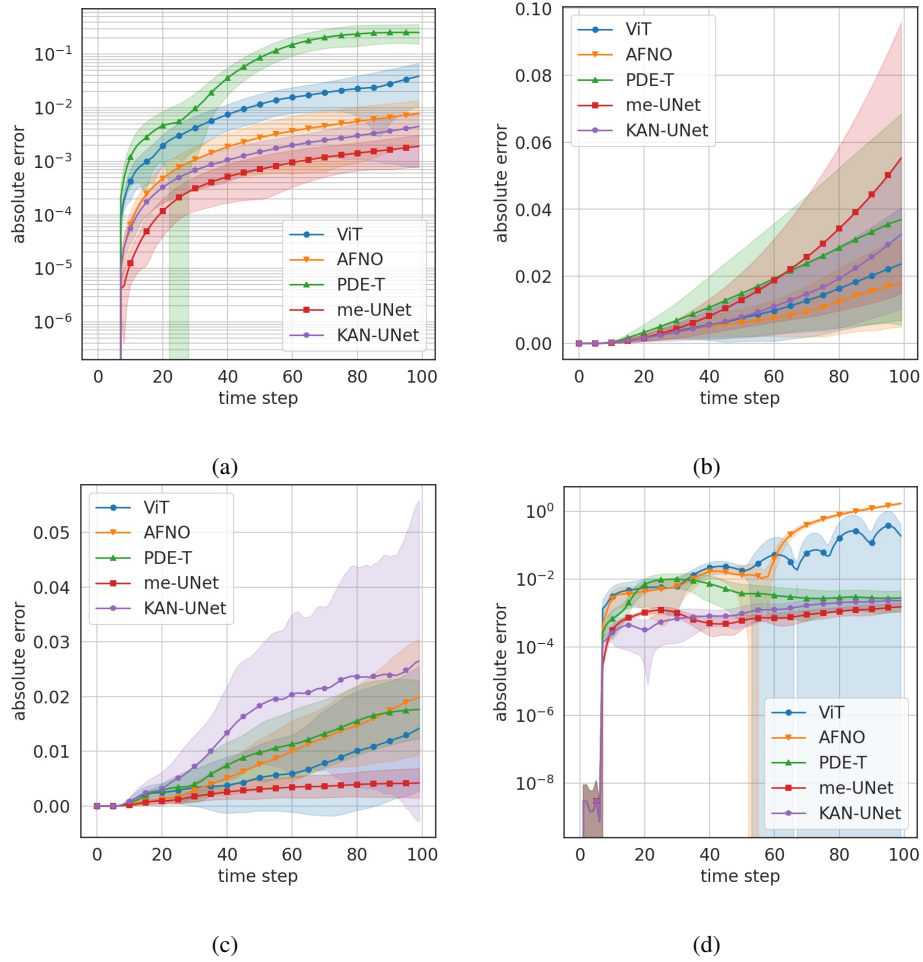 10⁻¹
10⁻²
10⁻³
10⁻⁴
10⁻⁵
10⁻⁶
absolute error
ViT
AFNO
PDE-T
me-UNet
KAN-UNet
0 20 40 60 80 100
time step
(a)
0.10
0.08
0.06
0.04
0.02
0.00
absolute error
ViT
AFNO
PDE-T
me-UNet
KAN-UNet
0 20 40 60 80 100
time step
(b)
0.05
0.04
0.03
0.02
0.01
0.00
absolute error
ViT
AFNO
PDE-T
me-UNet
KAN-UNet
0 20 40 60 80 100
time step
(c)
10⁰
10⁻²
10⁻⁴
10⁻⁶
10⁻⁸
absolute error
ViT
AFNO
PDE-T
me-UNet
KAN-UNet
0 20 40 60 80 100
time step
(d)